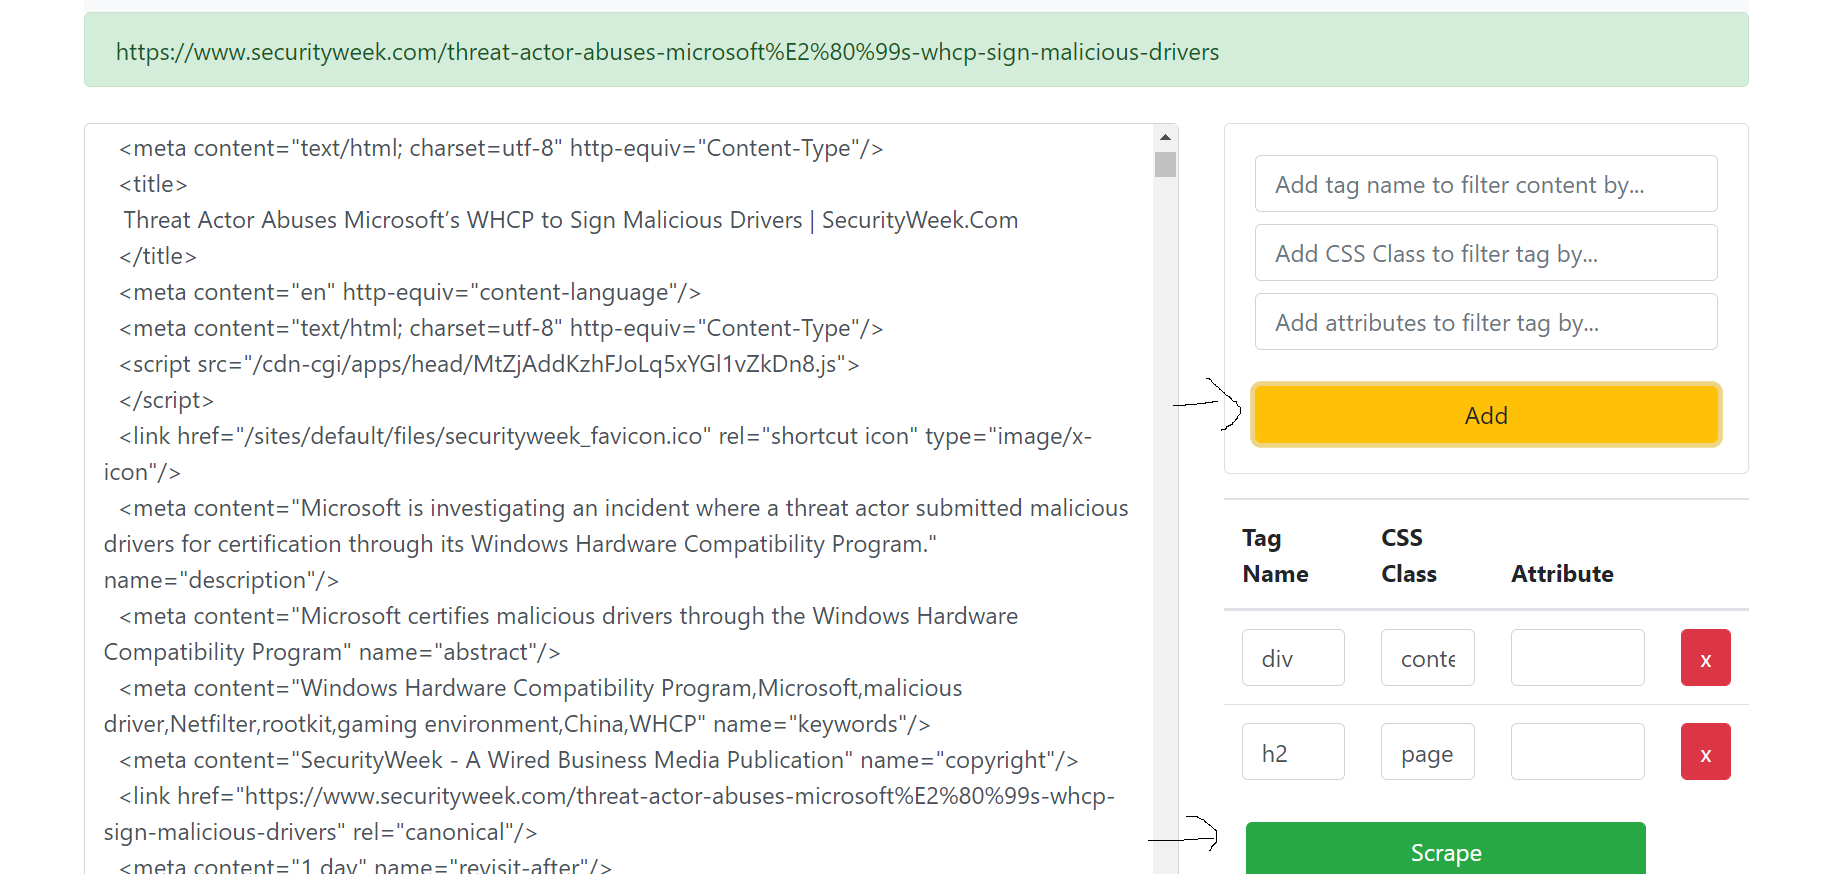 https://www.securityweek.com/threat-actor-abuses-microsoft%E2%80%99s-whcp-sign-malicious-drivers
<meta content="text/html; charset=utf-8" http-equiv="Content-Type"/>
<title>
Threat Actor Abuses Microsoft’s WHCP to Sign Malicious Drivers | SecurityWeek.Com
</title>
<meta content="en" http-equiv="content-language"/>
<meta content="text/html; charset=utf-8" http-equiv="Content-Type"/>
<script src="/cdn-cgi/apps/head/MtZjAddKzhFJoLq5xYGl1vZkDn8.js">
</script>
<link href="/sites/default/files/securityweek_favicon.ico" rel="shortcut icon" type="image/x-
icon"/>
<meta content="Microsoft is investigating an incident where a threat actor submitted malicious
drivers for certification through its Windows Hardware Compatibility Program."
name="description"/>
<meta content="Microsoft certifies malicious drivers through the Windows Hardware
Compatibility Program" name="abstract"/>
<meta content="Windows Hardware Compatibility Program,Microsoft,malicious
driver,Netfilter,rootkit,gaming environment,China,WHCP" name="keywords"/>
<meta content="SecurityWeek - A Wired Business Media Publication" name="copyright"/>
<link href="https://www.securityweek.com/threat-actor-abuses-microsoft%E2%80%99s-whcp-
sign-malicious-drivers" rel="canonical"/>
<meta content="1 day" name="revisit-after"/>
Add tag name to filter content by...
Add CSS Class to filter tag by...
Add attributes to filter tag by...
Add
Tag Name
CSS Class
Attribute
div
conte
x
h2
page
x
Scrape